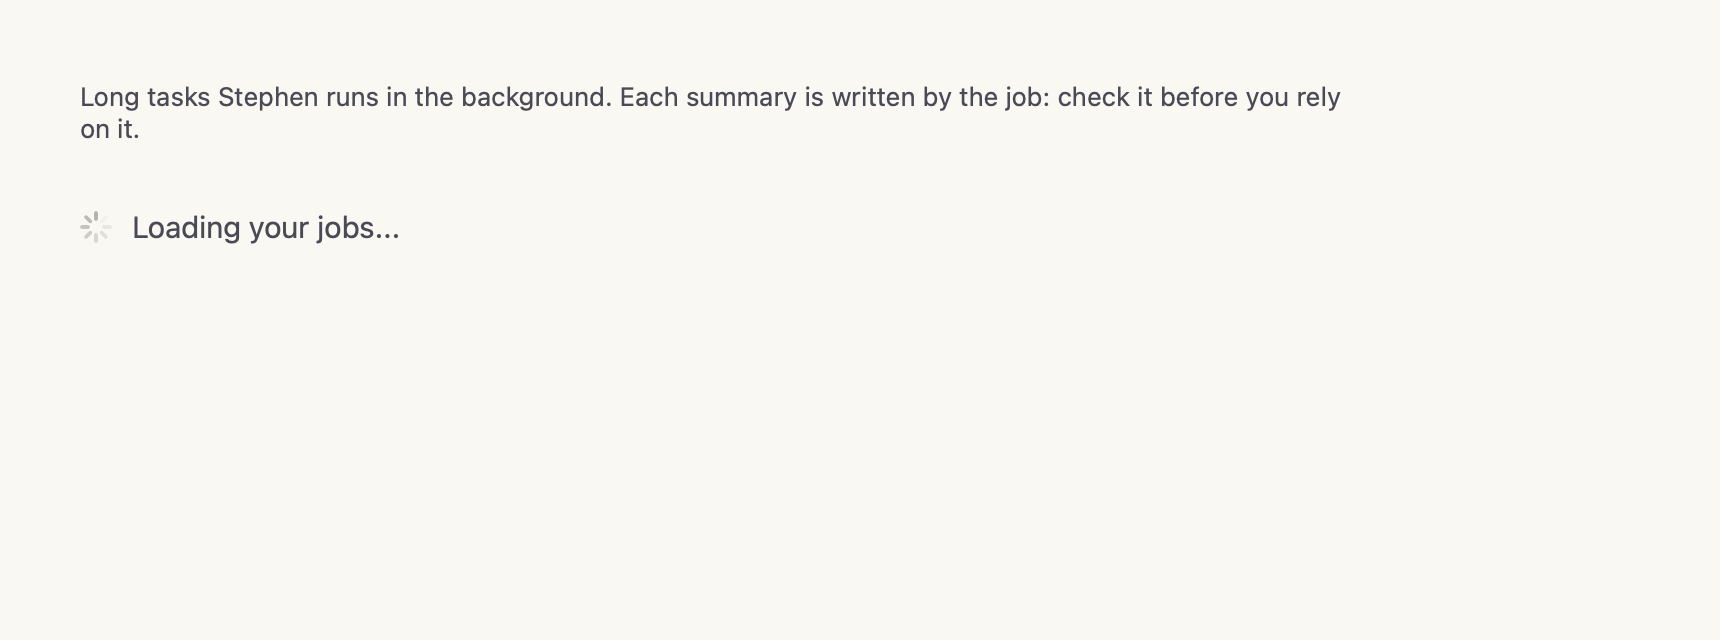 Long tasks Stephen runs in the background. Each summary is written by the job: check it before you rely
on it.
Loading your jobs...